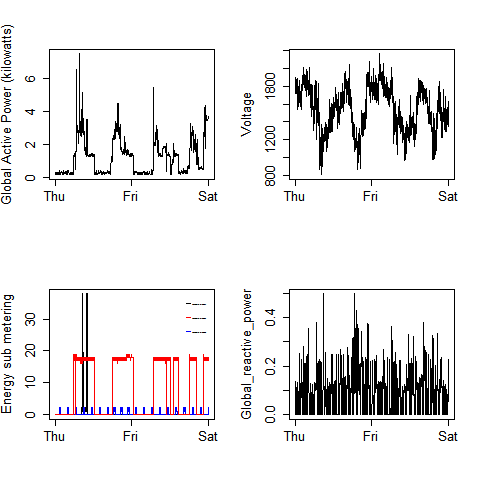 Global Active Power (kilowatts)
0 2 4 6
Thu Fri Sat
Voltage
800 1200 1800
Thu Fri Sat
Energy sub metering
0 10 20 30
Thu Fri Sat
Global_reactive_power
0.0 0.2 0.4
Thu Fri Sat